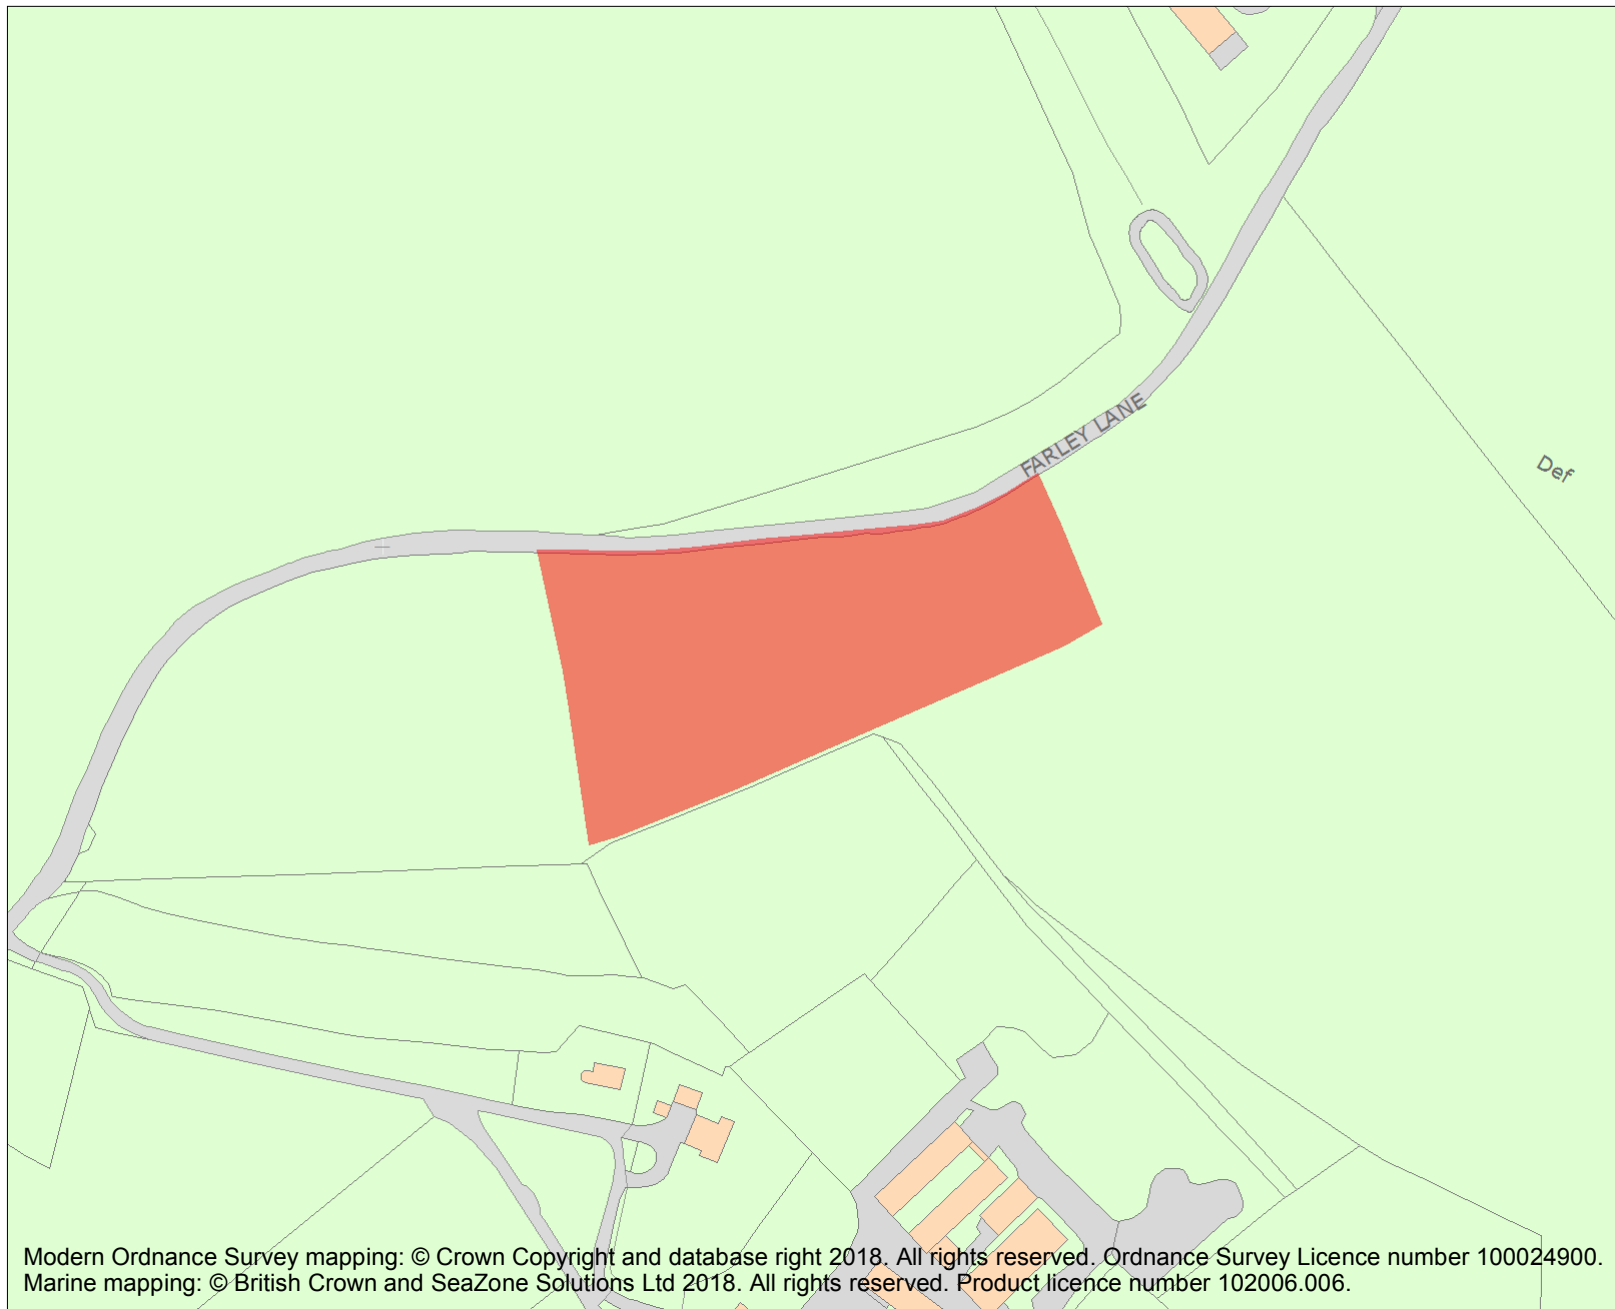 FARLEY LANE
Def
Modern Ordnance Survey mapping: © Crown Copyright and database right 2018. All rights reserved. Ordnance Survey Licence number 100024900.
Marine mapping: © British Crown and SeaZone Solutions Ltd 2018. All rights reserved. Product licence number 102006.006.